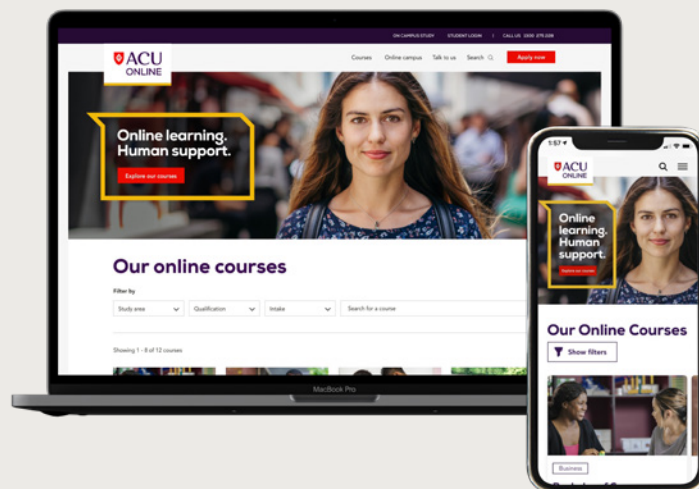 ON CAMPUS STUDY STUDENT LOGIN | CALL US 1300 275 228
ACU
ONLINE
Courses Online campus Talk to us Search Apply now
Online learning.
Human support.
Explore our courses
Our online courses
Filter by
Study area Qualification Intake Search for a course
Showing 1 - 8 of 12 courses
MacBook Pro
1:57
ACU
ONLINE
Online
learning.
Human
support.
Explore our courses
Our Online Courses
Show filters
Business